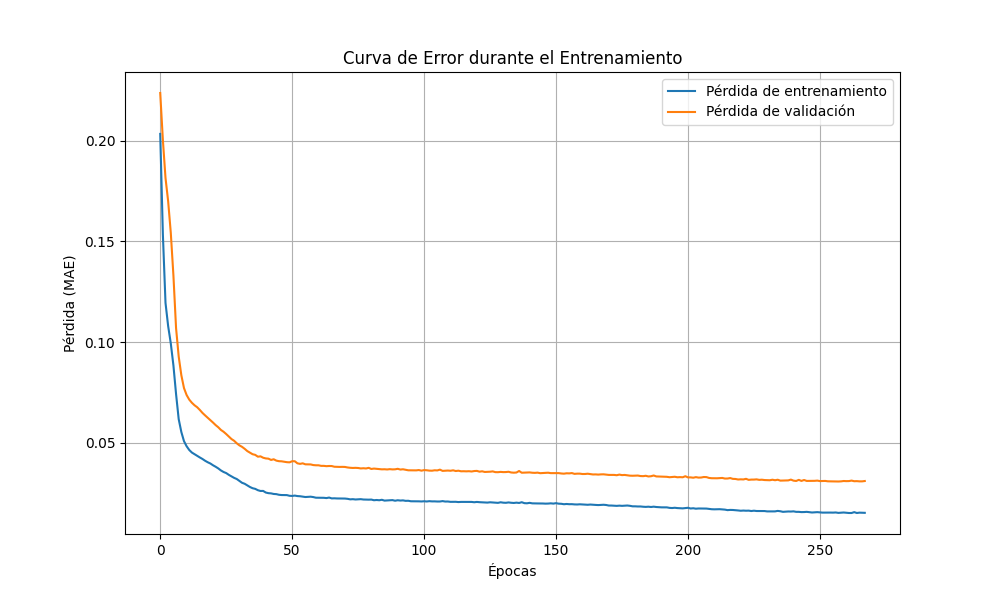 Curva de Error durante el Entrenamiento
Pérdida de entrenamiento
Pérdida de validación
Pérdida (MAE)
0.20
0.15
0.10
0.05
0
50
100
150
200
250
Épocas